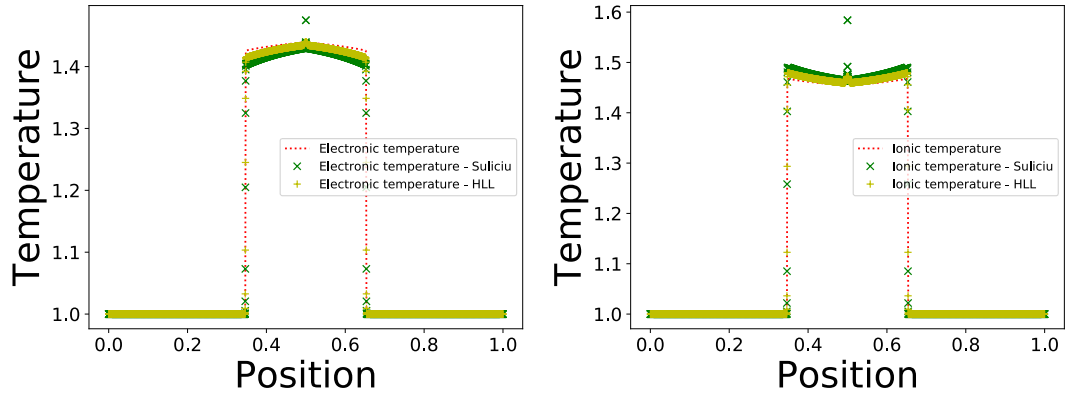 Temperature
1.4
1.3
1.2
1.1
1.0
Electronic temperature
Electronic temperature - Suliciu
Electronic temperature - HLL
0.0 0.2 0.4 0.6 0.8 1.0
Position
Temperature
1.6
1.5
1.4
1.3
1.2
1.1
1.0
Ionic temperature
Ionic temperature - Suliciu
Ionic temperature - HLL
0.0 0.2 0.4 0.6 0.8 1.0
Position